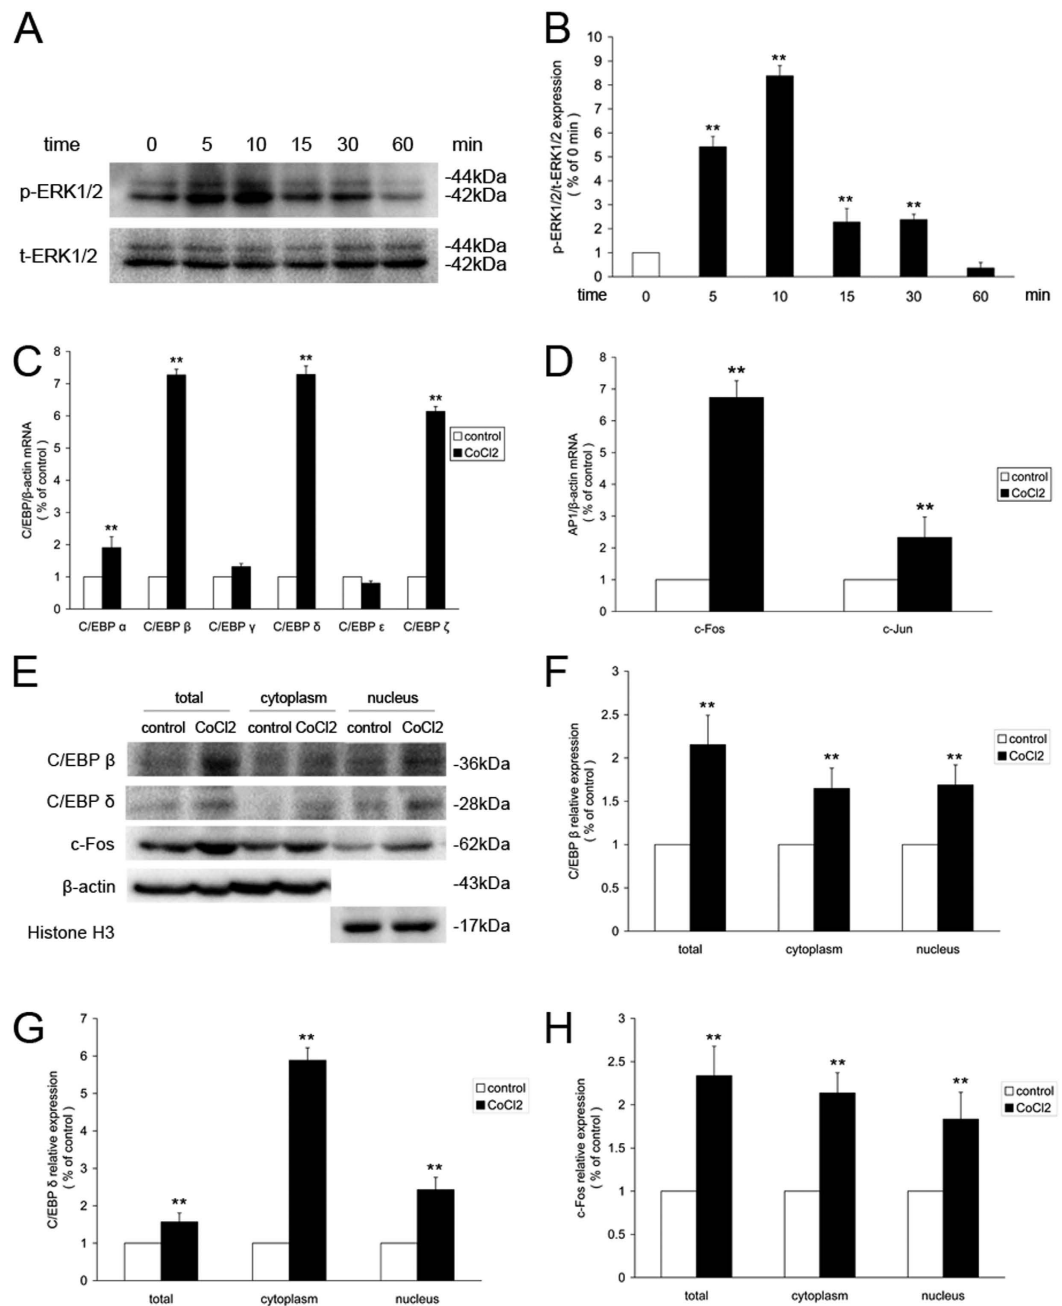 A
time 0 5 10 15 30 60 min
p-ERK1/2
-44kDa
-42kDa
t-ERK1/2
-44kDa
-42kDa
B
p-ERK1/2/t-ERK1/2 expression
( % of 0 min )
10
9
8
7
6
5
4
3
2
1
0
**
**
**
**
time 0 5 10 15 30 60 min
C
C/EBP/β-actin mRNA
( % of control )
8
7
6
5
4
3
2
1
0
**
**
**
**
control
CoCl2
C/EBP α C/EBP β C/EBP γ C/EBP δ C/EBP ε C/EBP ζ
D
AP1/β-actin mRNA
( % of control )
8
7
6
5
4
3
2
1
0
**
**
control
CoCl2
c-Fos c-Jun
E
total cytoplasm nucleus
control CoCl2 control CoCl2 control CoCl2
C/EBP β -36kDa
C/EBP δ -28kDa
c-Fos -62kDa
β-actin -43kDa
Histone H3 -17kDa
F
C/EBP β relative expression
( % of control )
3
2.5
2
1.5
1
0.5
0
**
**
**
control
CoCl2
total cytoplasm nucleus
G
C/EBP δ relative expression
( % of control )
7
6
5
4
3
2
1
0
**
**
**
control
CoCl2
total cytoplasm nucleus
H
c-Fos relative expression
( % of control )
3
2.5
2
1.5
1
0.5
0
**
**
**
control
CoCl2
total cytoplasm nucleus